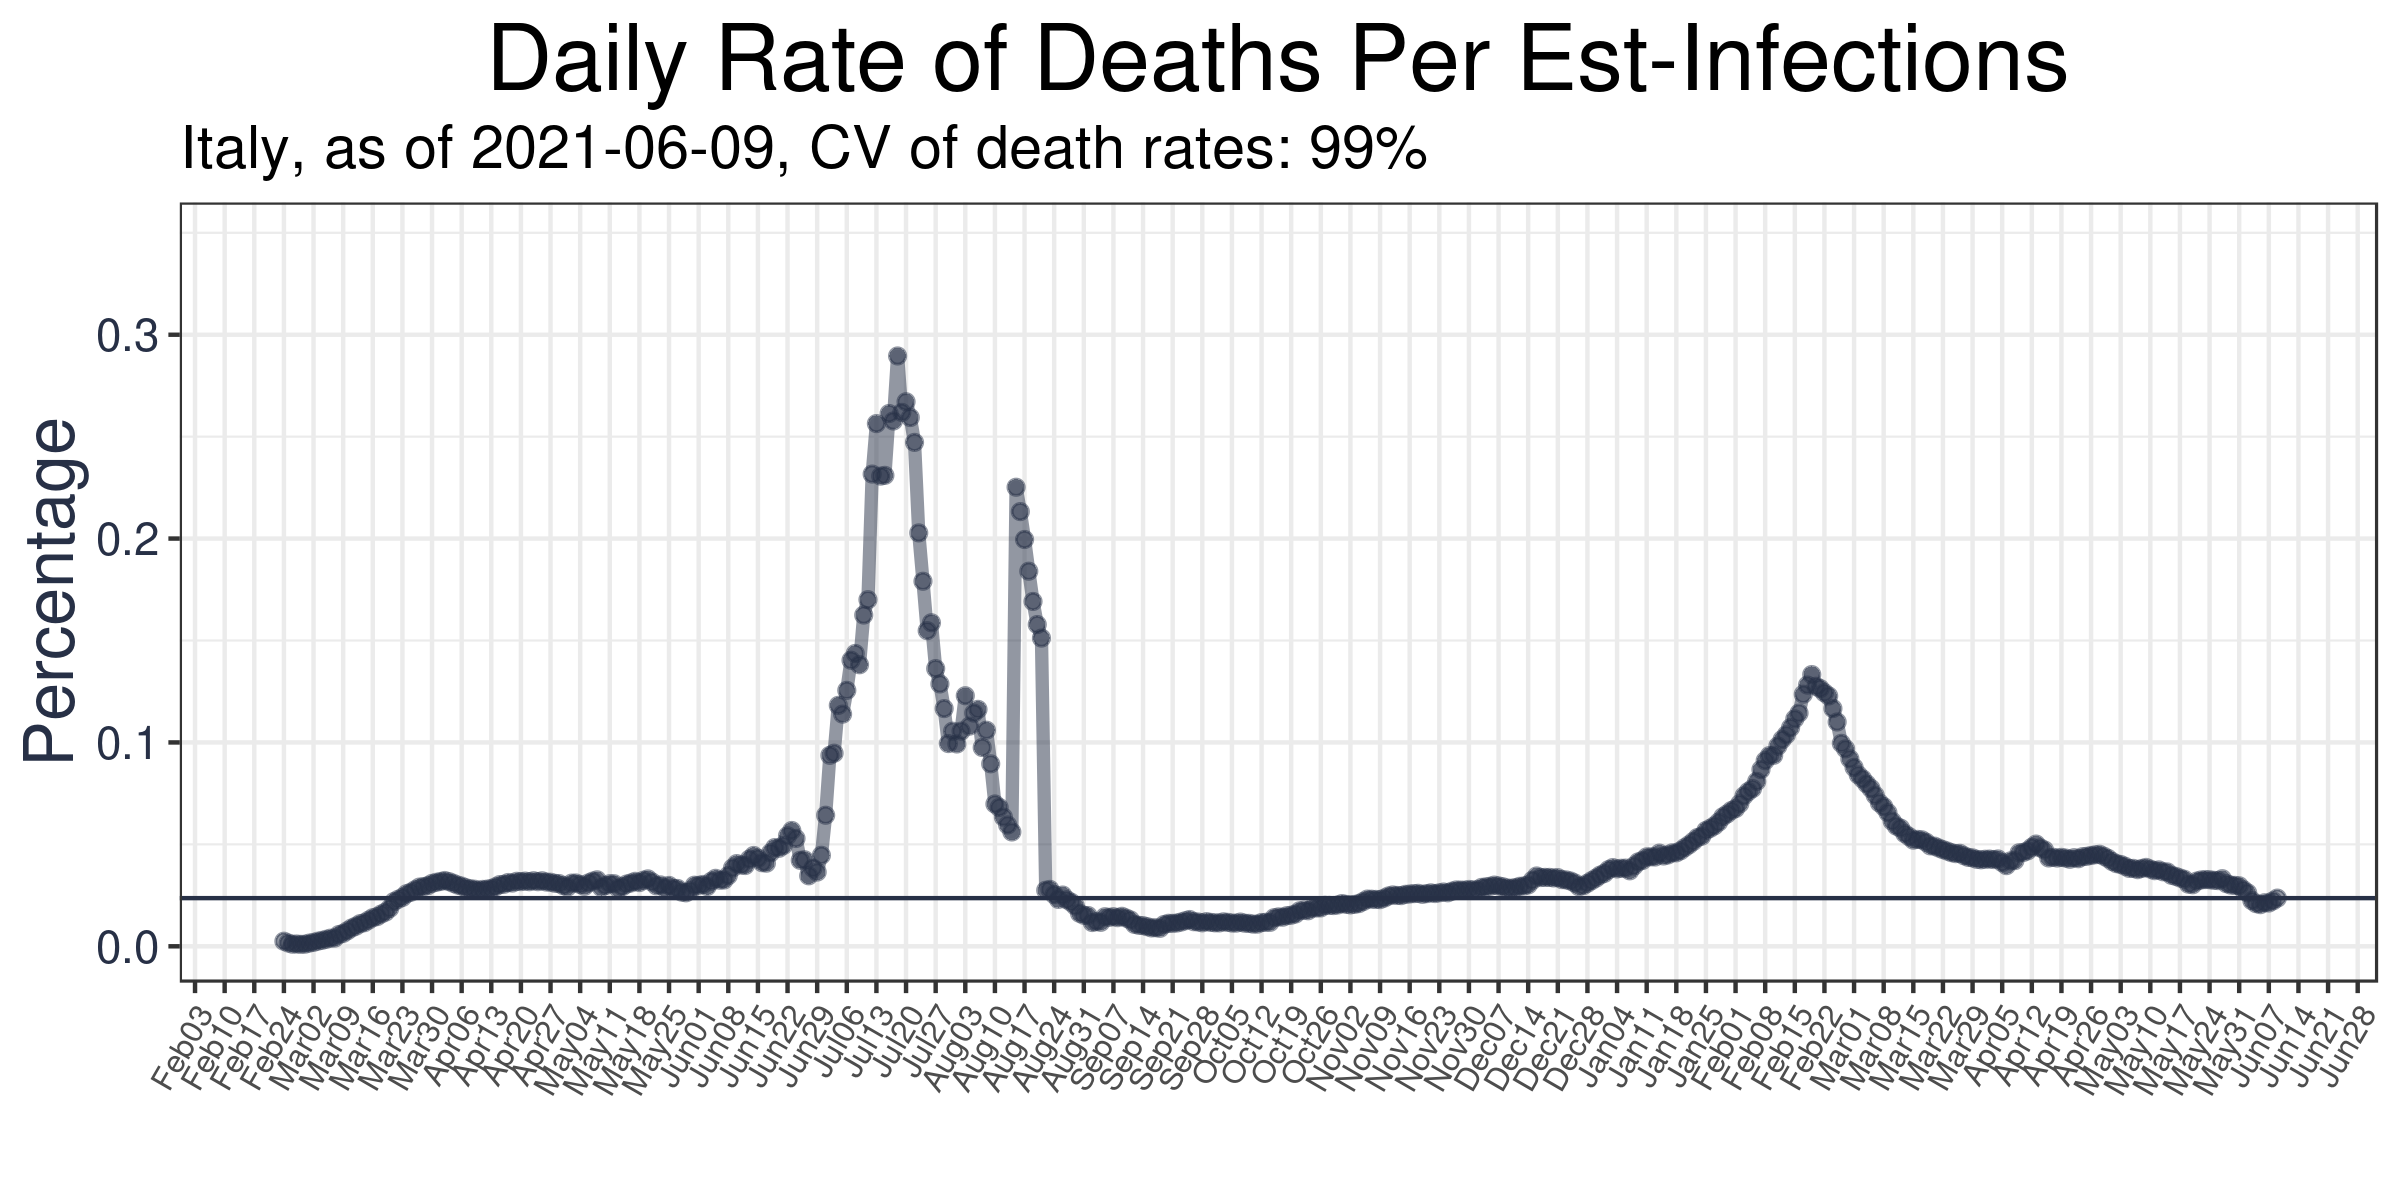 Daily Rate of Deaths Per Est-Infections
Italy, as of 2021-06-09, CV of death rates: 99%
Percentage
0.3
0.2
0.1
0.0
Feb03
Feb10
Feb17
Feb24
Mar02
Mar09
Mar16
Mar23
Mar30
Apr06
Apr13
Apr20
Apr27
May04
May11
May18
May25
Jun01
Jun08
Jun15
Jun22
Jun29
Jul06
Jul13
Jul20
Jul27
Aug03
Aug10
Aug17
Aug24
Aug31
Sep07
Sep14
Sep21
Sep28
Oct05
Oct12
Oct19
Oct26
Nov02
Nov09
Nov16
Nov23
Nov30
Dec07
Dec14
Dec21
Dec28
Jan04
Jan11
Jan18
Jan25
Feb01
Feb08
Feb15
Feb22
Mar01
Mar08
Mar15
Mar22
Mar29
Apr05
Apr12
Apr19
Apr26
May03
May10
May17
May24
May31
Jun07
Jun14
Jun21
Jun28